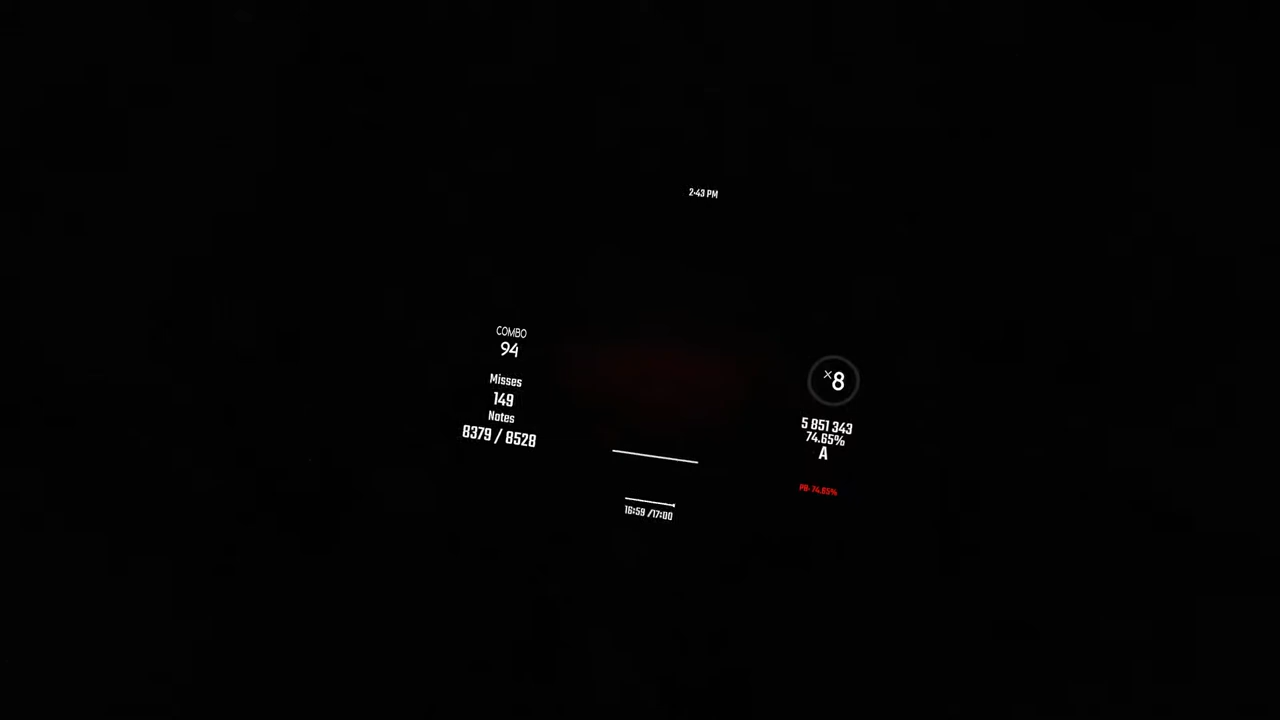 2:43 PM
COMBO
94
Misses
149
Notes
8379 / 8528
x8
5 851 343
74.65%
A
PB: 74.65%
16:59 /17:00